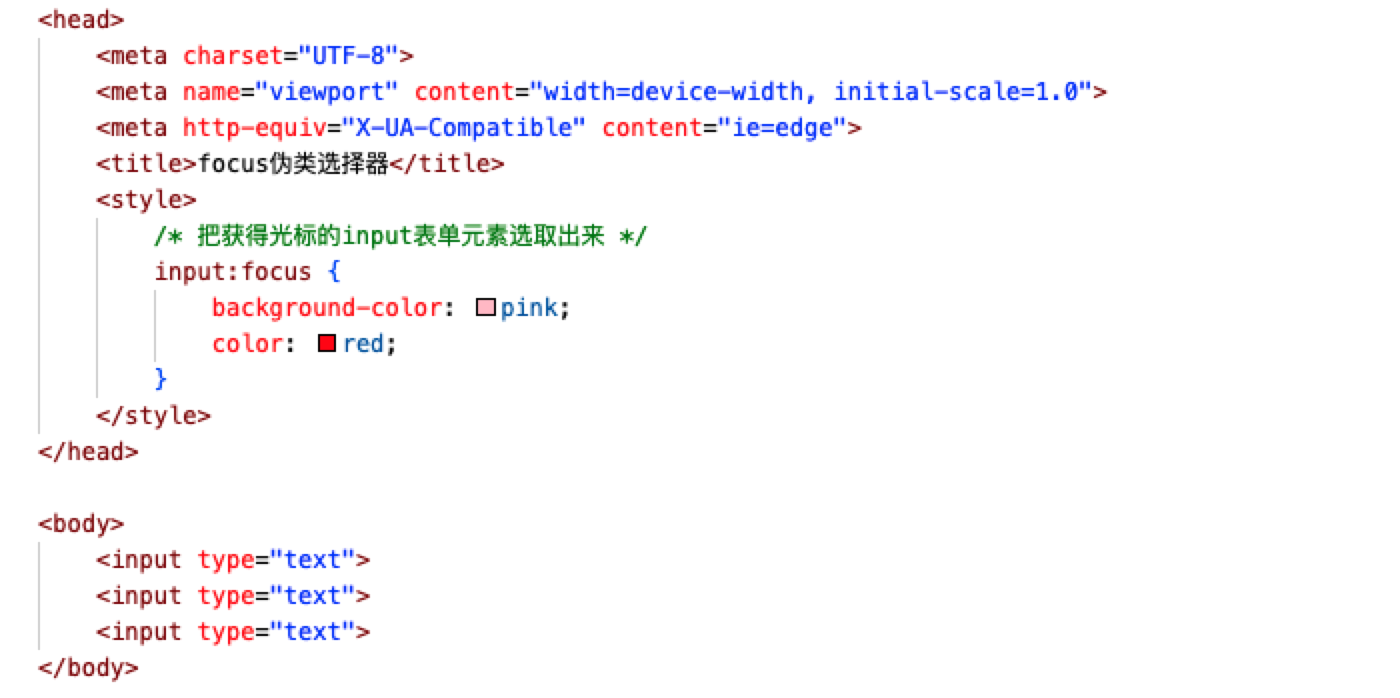 <head>
<meta charset="UTF-8">
<meta name="viewport" content="width=device-width, initial-scale=1.0">
<meta http-equiv="X-UA-Compatible" content="ie=edge">
<title>focus伪类选择器</title>
<style>
/* 把获得光标的input表单元素选取出来 */
input:focus {
background-color: pink;
color: red;
}
</style>
</head>
<body>
<input type="text">
<input type="text">
<input type="text">
</body>